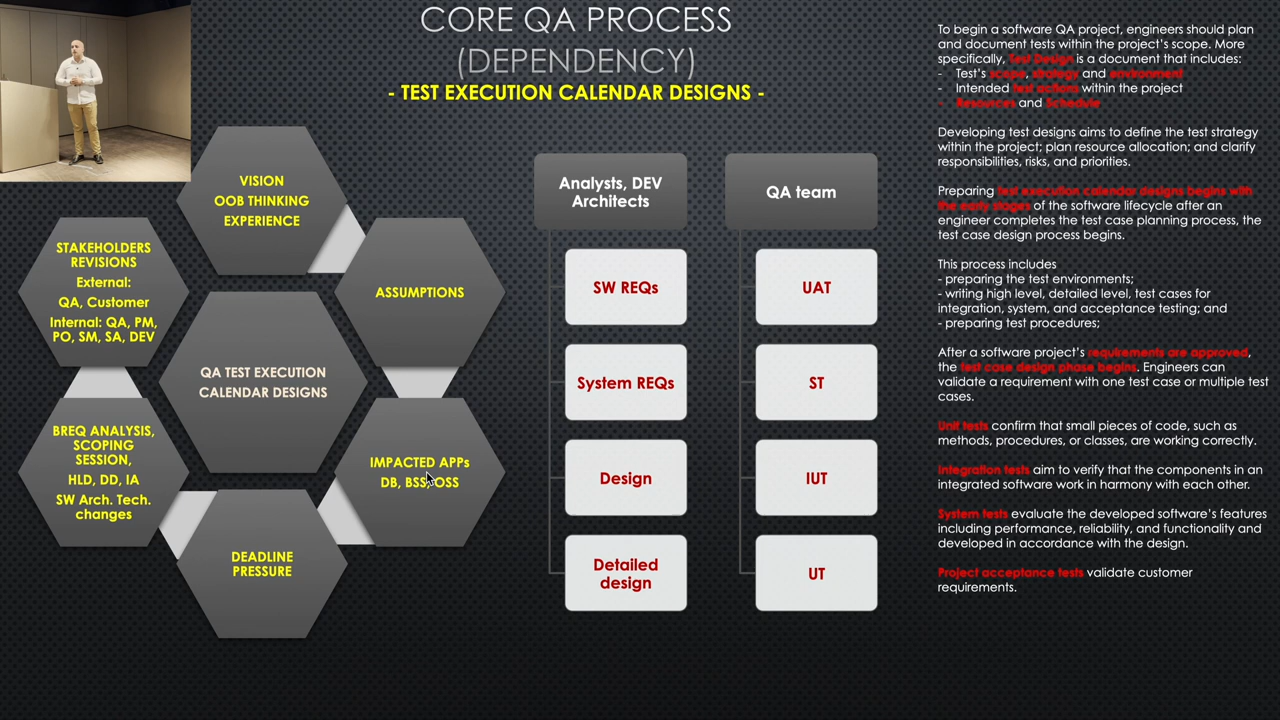 CORE QA PROCESS
(DEPENDENCY)
- TEST EXECUTION CALENDAR DESIGNS -
VISION
OOB THINKING
EXPERIENCE
STAKEHOLDERS
REVISIONS
External:
QA, Customer
Internal: QA, PM,
PO, SM, SA, DEV
ASSUMPTIONS
QA TEST EXECUTION
CALENDAR DESIGNS
BREQ ANALYSIS,
SCOPING
SESSION,
HLD, DD, IA
SW Arch. Tech.
changes
IMPACTED APPs
DB, BSS, OSS
DEADLINE
PRESSURE
Analysts, DEV
Architects
SW REQs
System REQs
Design
Detailed
design
QA team
UAT
ST
IUT
UT
To begin a software QA project, engineers should plan
and document tests within the project's scope. More
specifically, Test Design is a document that includes:
- Test's scope, strategy and environment
- Intended test actions within the project
- Resources and Schedule
Developing test designs aims to define the test strategy
within the project; plan resource allocation; and clarify
responsibilities, risks, and priorities.
Preparing test execution calendar designs begins with
the early stages of the software lifecycle after an
engineer completes the test case planning process, the
test case design process begins.
This process includes
- preparing the test environments;
- writing high level, detailed level, test cases for
integration, system, and acceptance testing; and
- preparing test procedures;
After a software project's requirements are approved,
the test case design phase begins. Engineers can
validate a requirement with one test case or multiple test
cases.
Unit tests confirm that small pieces of code, such as
methods, procedures, or classes, are working correctly.
Integration tests aim to verify that the components in an
integrated software work in harmony with each other.
System tests evaluate the developed software's features
including performance, reliability, and functionality and
developed in accordance with the design.
Project acceptance tests validate customer
requirements.